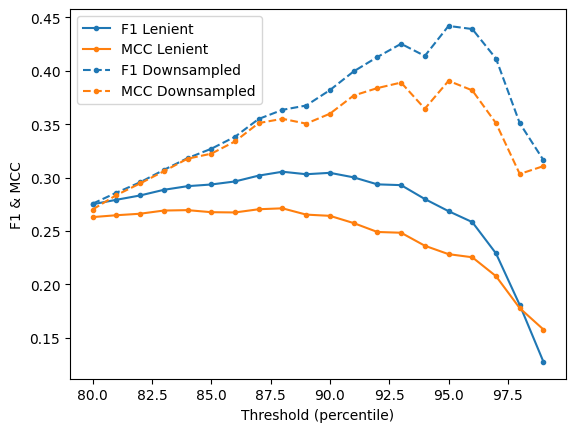 F1 Lenient
MCC Lenient
F1 Downsampled
MCC Downsampled
0.45
0.40
0.35
0.30
0.25
0.20
0.15
F1 & MCC
80.0 82.5 85.0 87.5 90.0 92.5 95.0 97.5
Threshold (percentile)